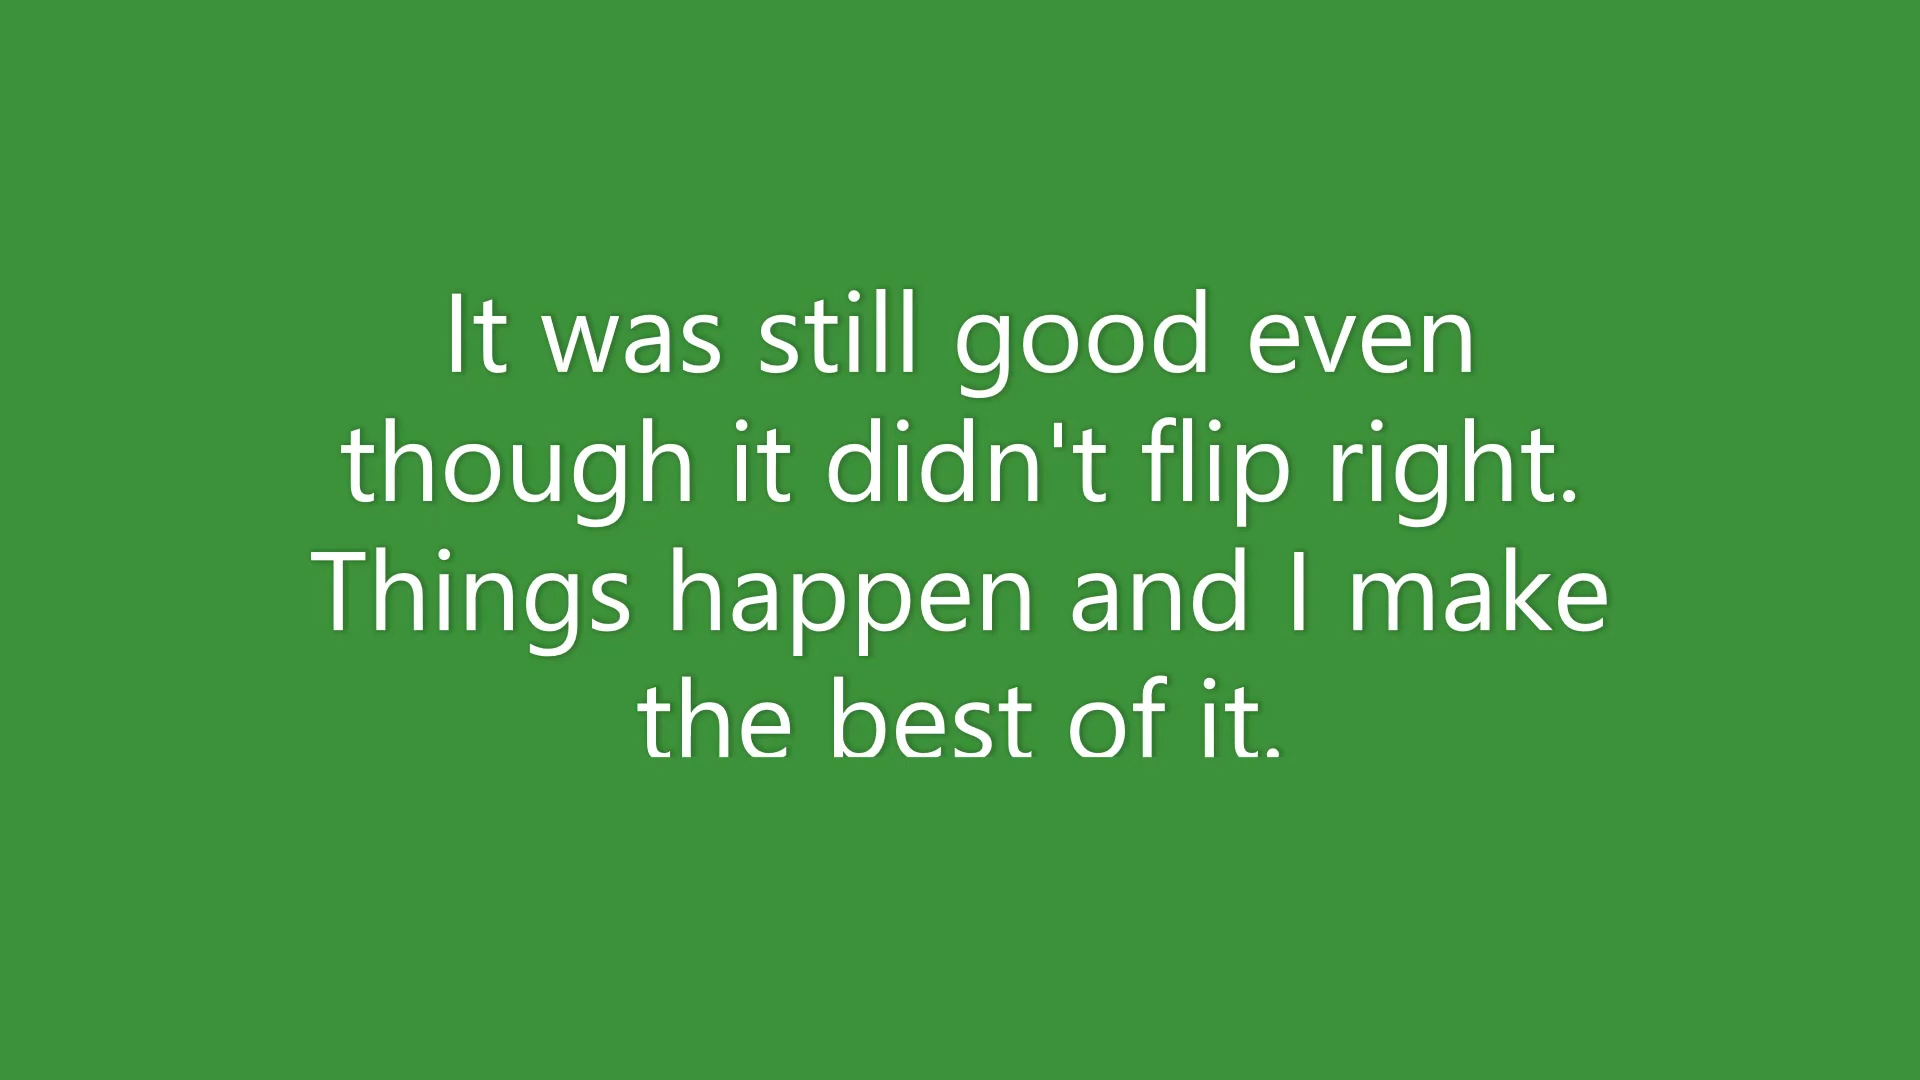 It was still good even
though it didn't flip right.
Things happen and I make
the best of it.